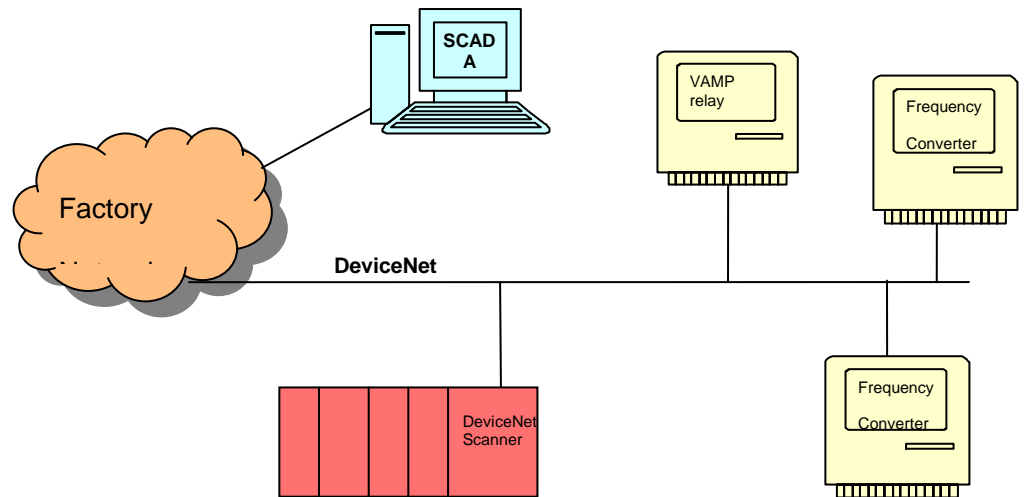 SCAD
A
VAMP
relay
Frequency
Converter
Factory
DeviceNet
DeviceNet
Scanner
Frequency
Converter